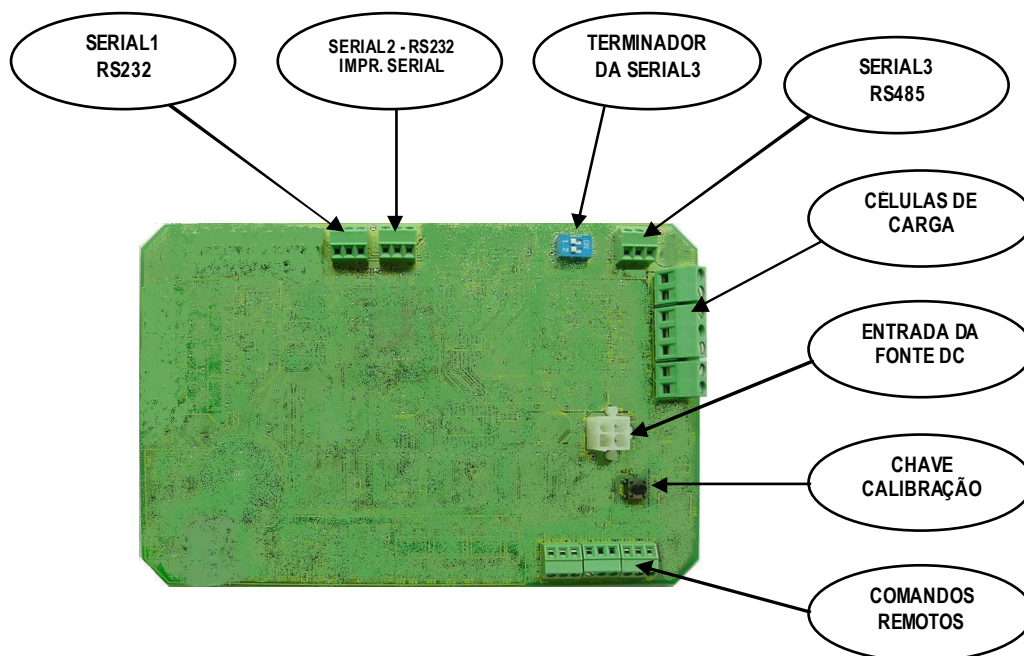 SERIAL1
RS232
SERIAL2 - RS232
IMPR. SERIAL
TERMINADOR
DA SERIAL3
SERIAL3
RS485
CÉLULAS DE
CARGA
ENTRADA DA
FONTE DC
CHAVE
CALIBRAÇÃO
COMANDOS
REMOTOS